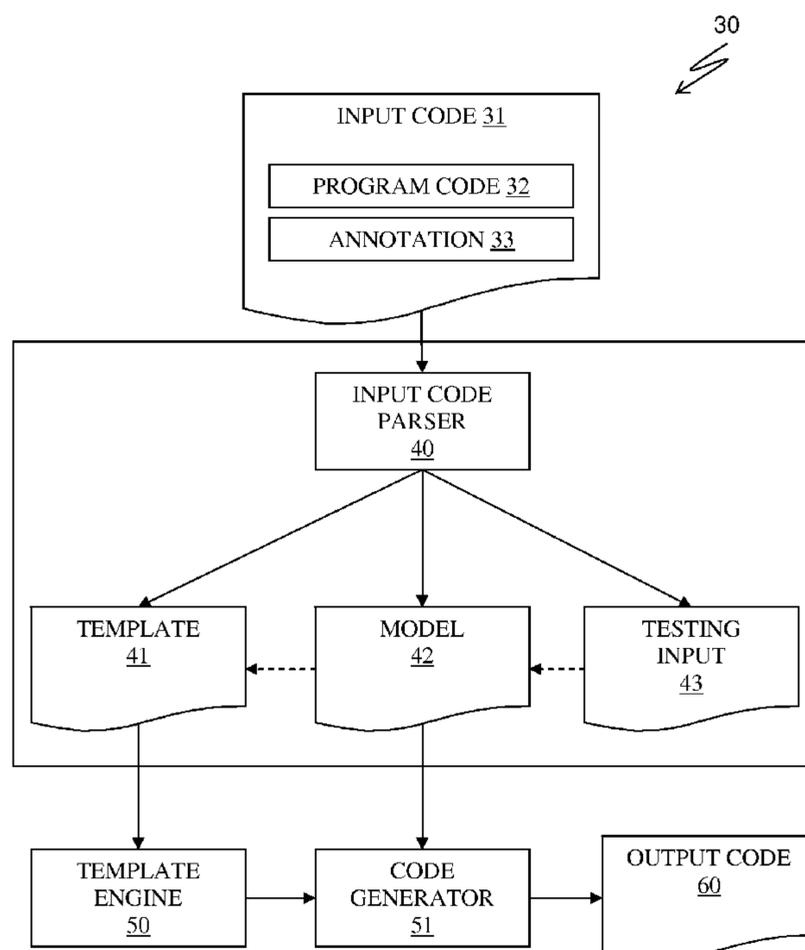 30
INPUT CODE 31
PROGRAM CODE 32
ANNOTATION 33
INPUT CODE
PARSER
40
TEMPLATE
41
MODEL
42
TESTING
INPUT
43
TEMPLATE
ENGINE
50
CODE
GENERATOR
51
OUTPUT CODE
60